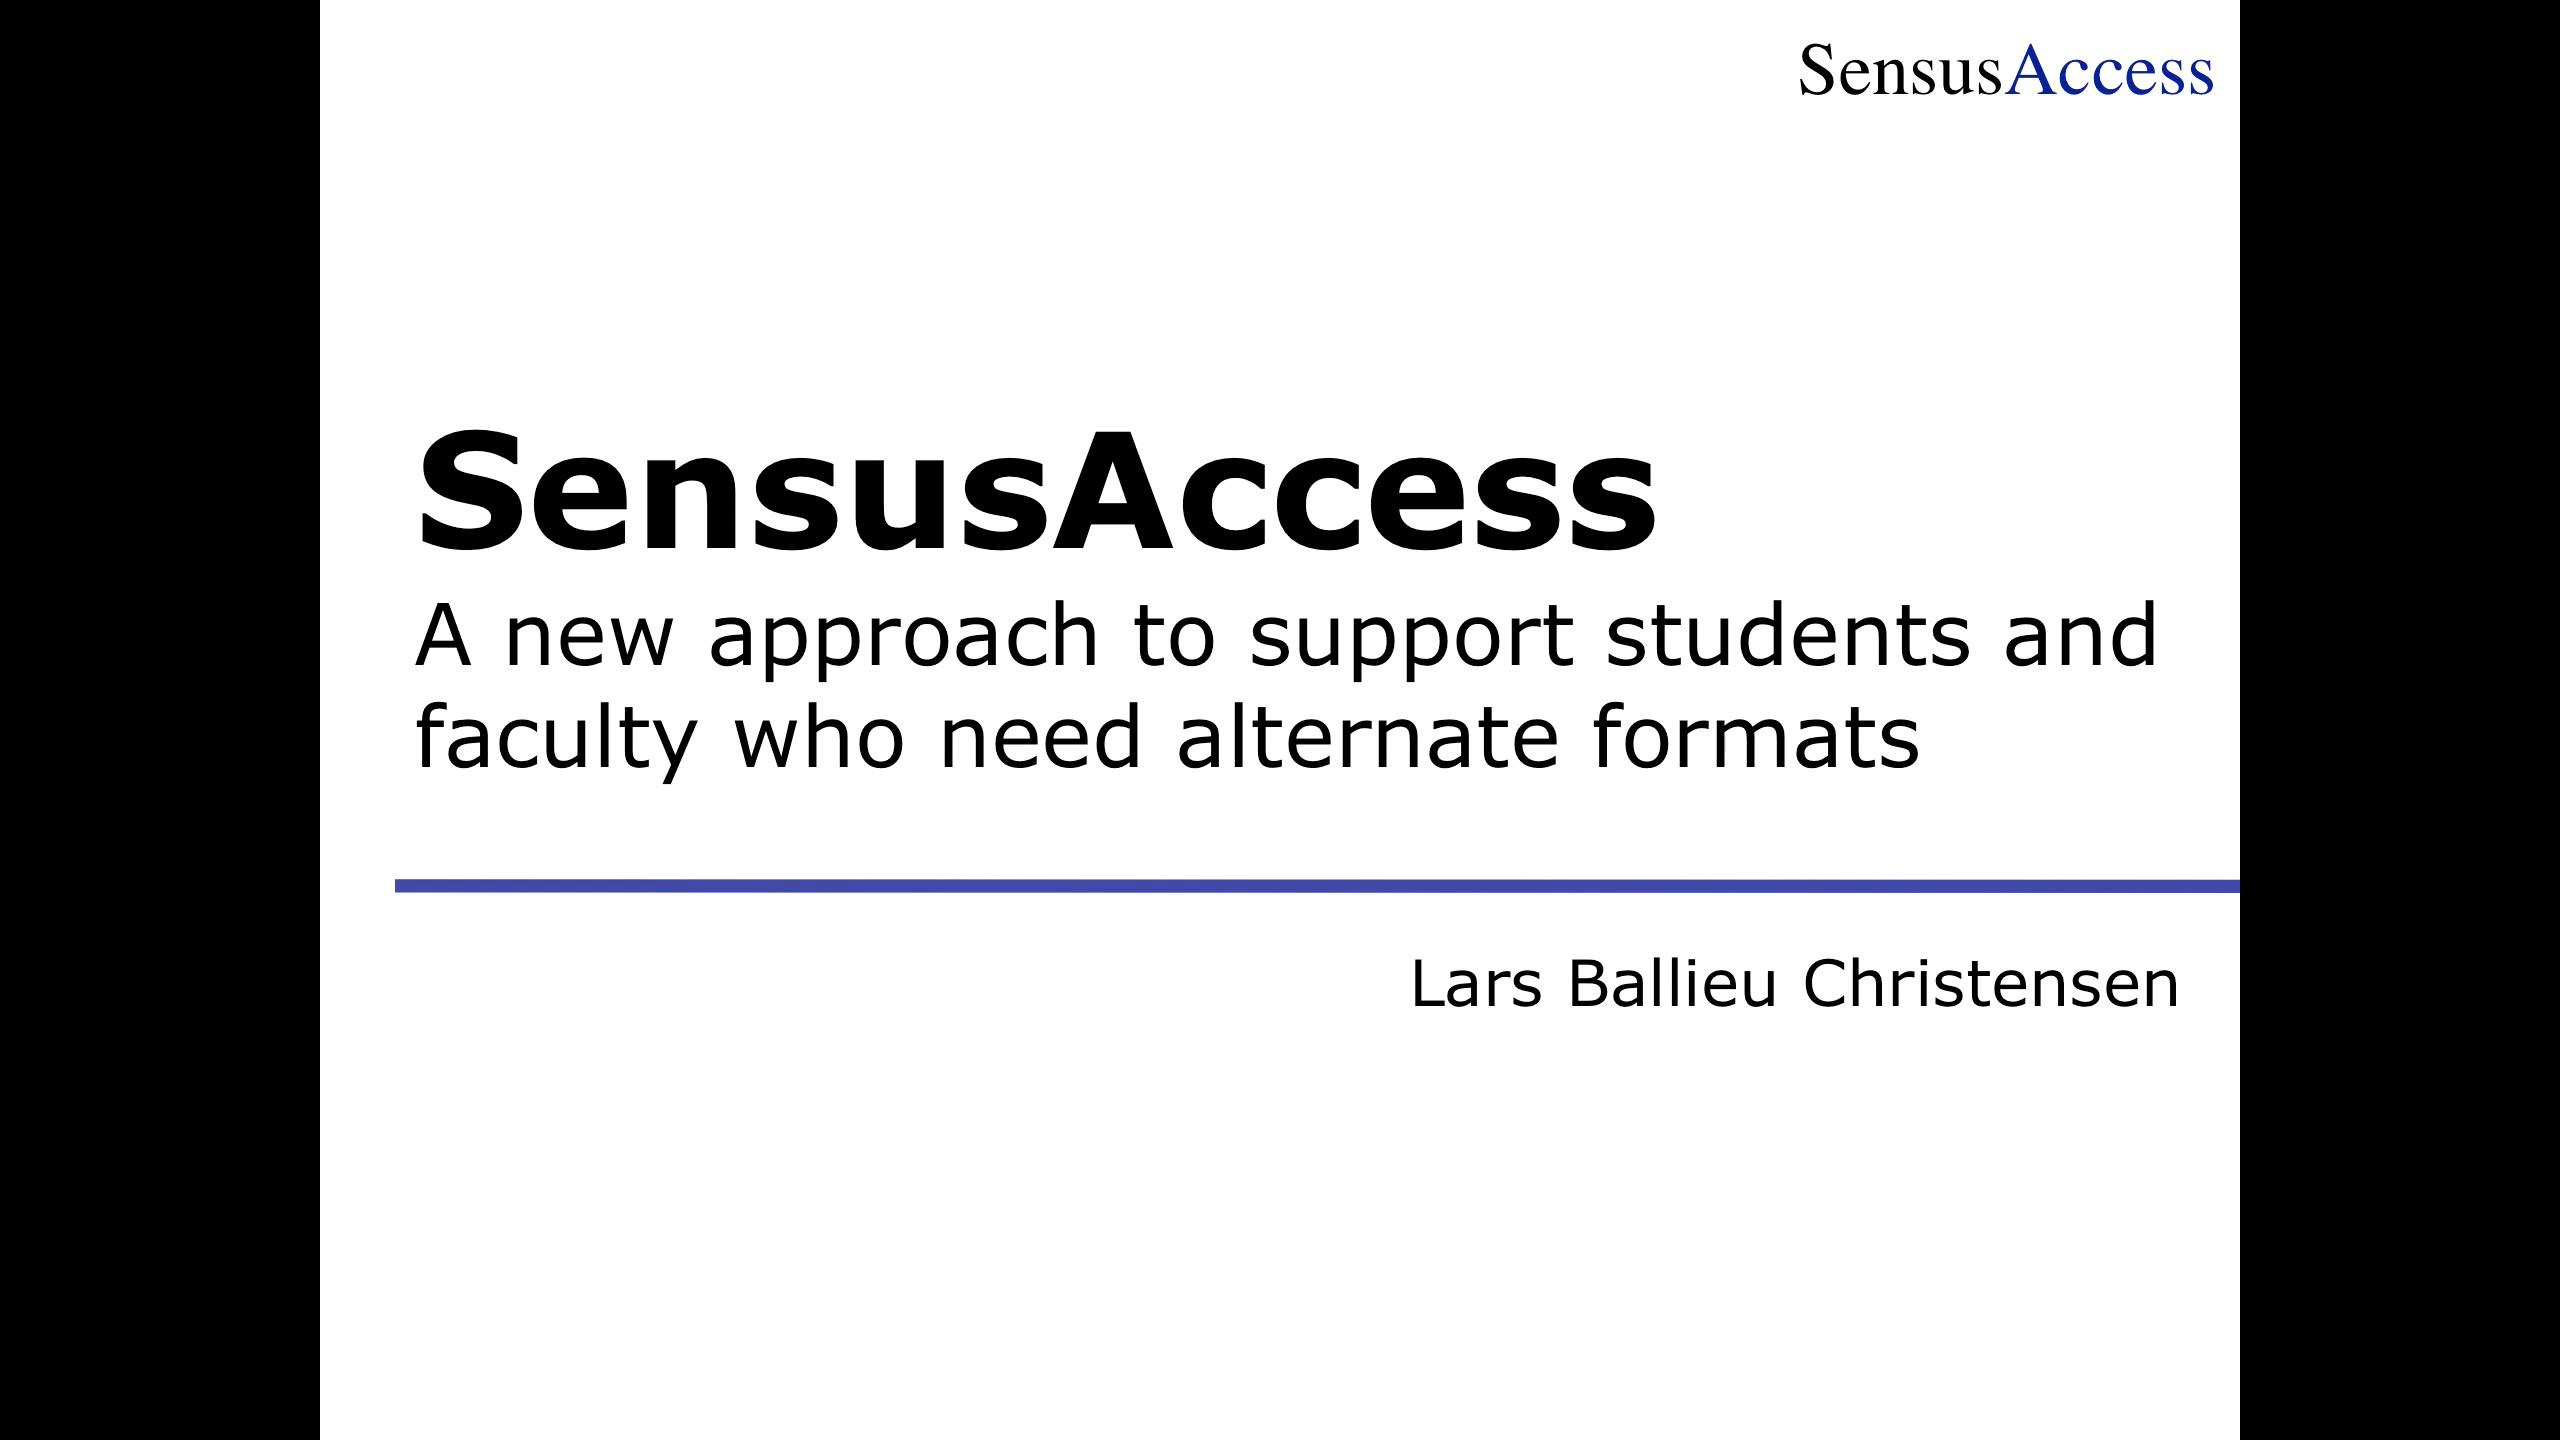 SensusAccess
SensusAccess
A new approach to support students and
faculty who need alternate formats
Lars Ballieu Christensen